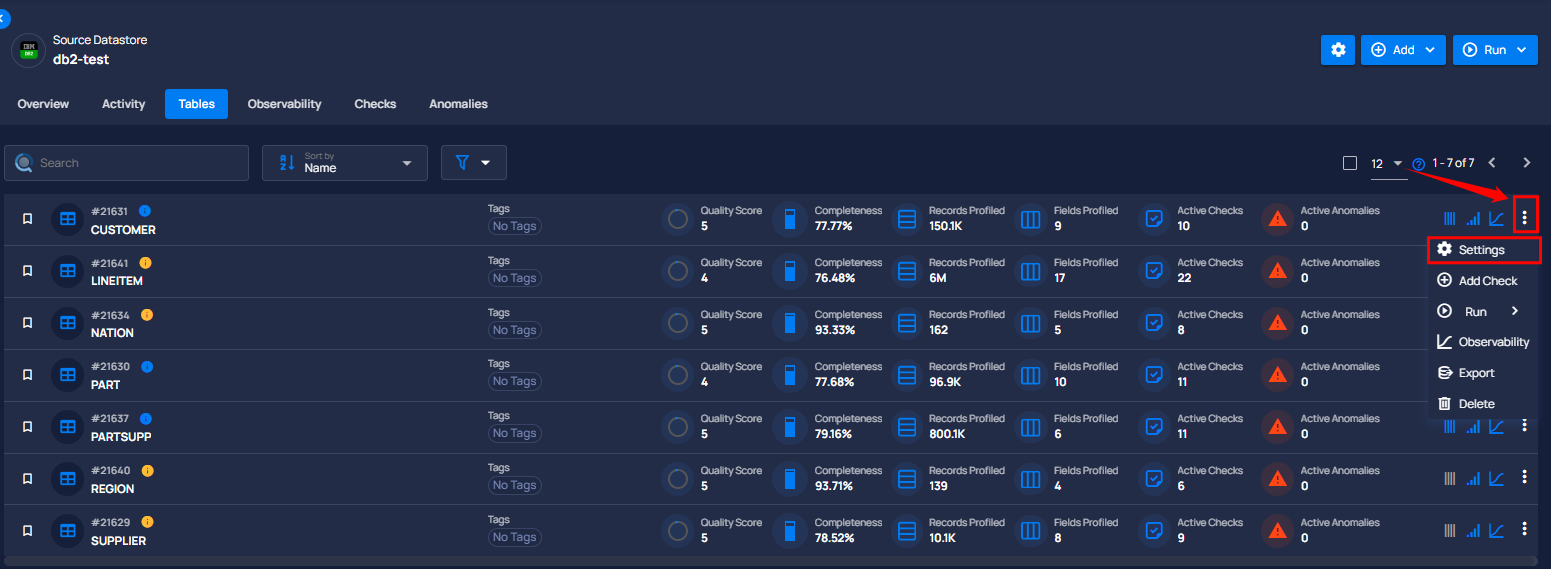 Source Datastore
db2-test
Add
Run
Overview
Activity
Tables
Observability
Checks
Anomalies
Search
Sort by
Name
12
1 - 7 of 7
#21631
CUSTOMER
Tags
No Tags
Quality Score
5
Completeness
77.77%
Records Profiled
150.1K
Fields Profiled
9
Active Checks
10
Active Anomalies
0
#21641
LINEITEM
Tags
No Tags
Quality Score
4
Completeness
76.48%
Records Profiled
6M
Fields Profiled
17
Active Checks
22
Active Anomalies
0
#21634
NATION
Tags
No Tags
Quality Score
5
Completeness
93.33%
Records Profiled
162
Fields Profiled
5
Active Checks
8
Active Anomalies
0
#21630
PART
Tags
No Tags
Quality Score
4
Completeness
77.68%
Records Profiled
96.9K
Fields Profiled
10
Active Checks
11
Active Anomalies
0
#21637
PARTSUPP
Tags
No Tags
Quality Score
5
Completeness
79.16%
Records Profiled
800.1K
Fields Profiled
6
Active Checks
11
Active Anomalies
0
#21640
REGION
Tags
No Tags
Quality Score
5
Completeness
93.71%
Records Profiled
139
Fields Profiled
4
Active Checks
6
Active Anomalies
0
#21629
SUPPLIER
Tags
No Tags
Quality Score
5
Completeness
78.52%
Records Profiled
10.1K
Fields Profiled
8
Active Checks
9
Active Anomalies
0
Settings
Add Check
Run
Observability
Export
Delete